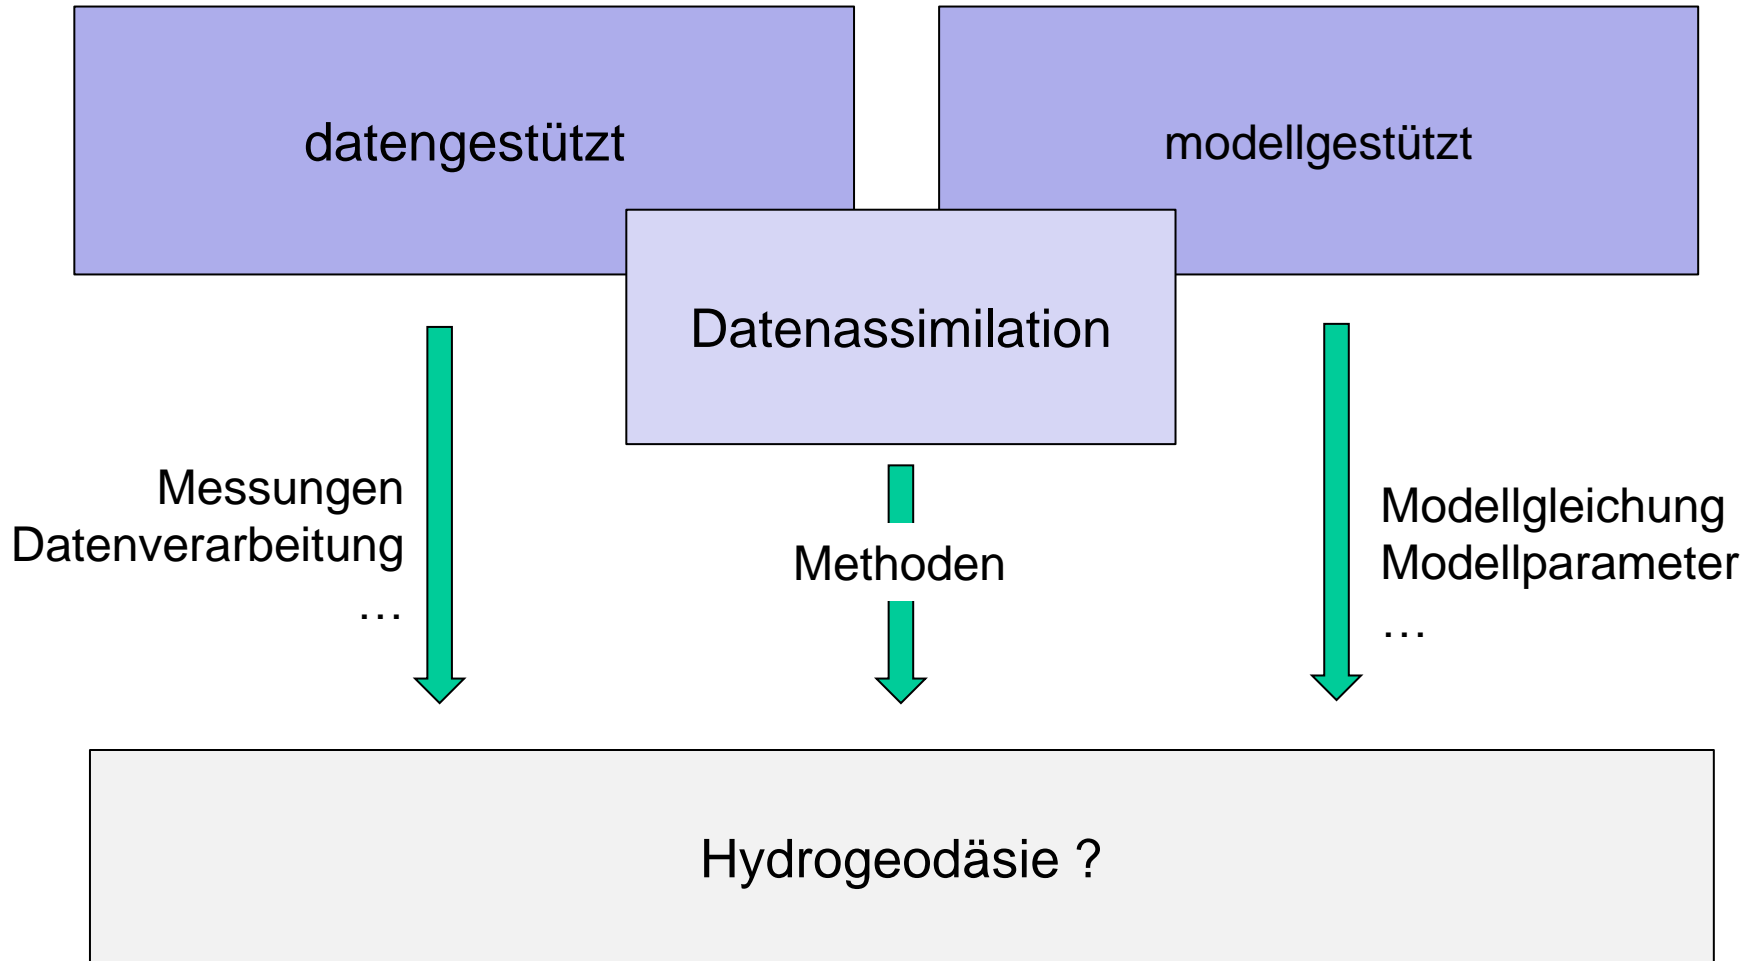 datengestützt
modellgestützt
Datenassimilation
Messungen
Datenverarbeitung
…
Methoden
Modellgleichung
Modellparameter
…
Hydrogeodäsie ?